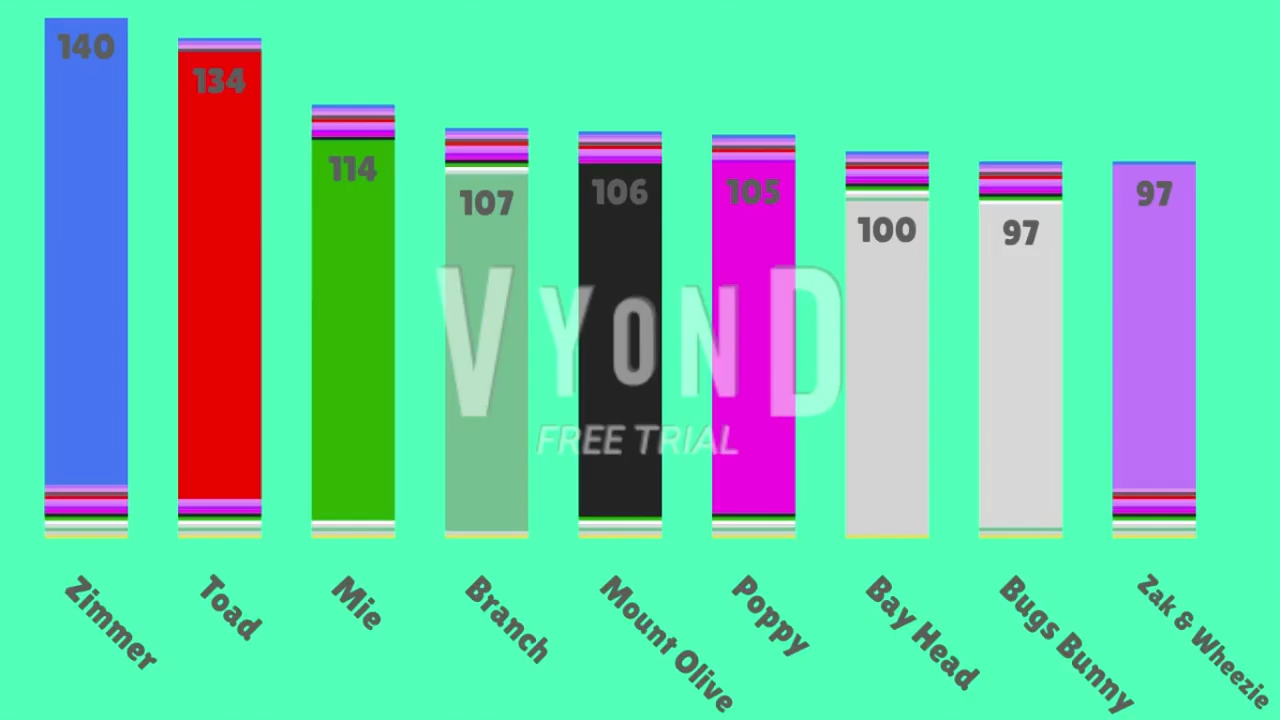 140
134
114
107
106
105
100
97
97
VYOND
FREE TRIAL
Zimmer
Toad
Mie
Branch
Mount Olive
Poppy
Bay Head
Bugs Bunny
Zak & Wheezie